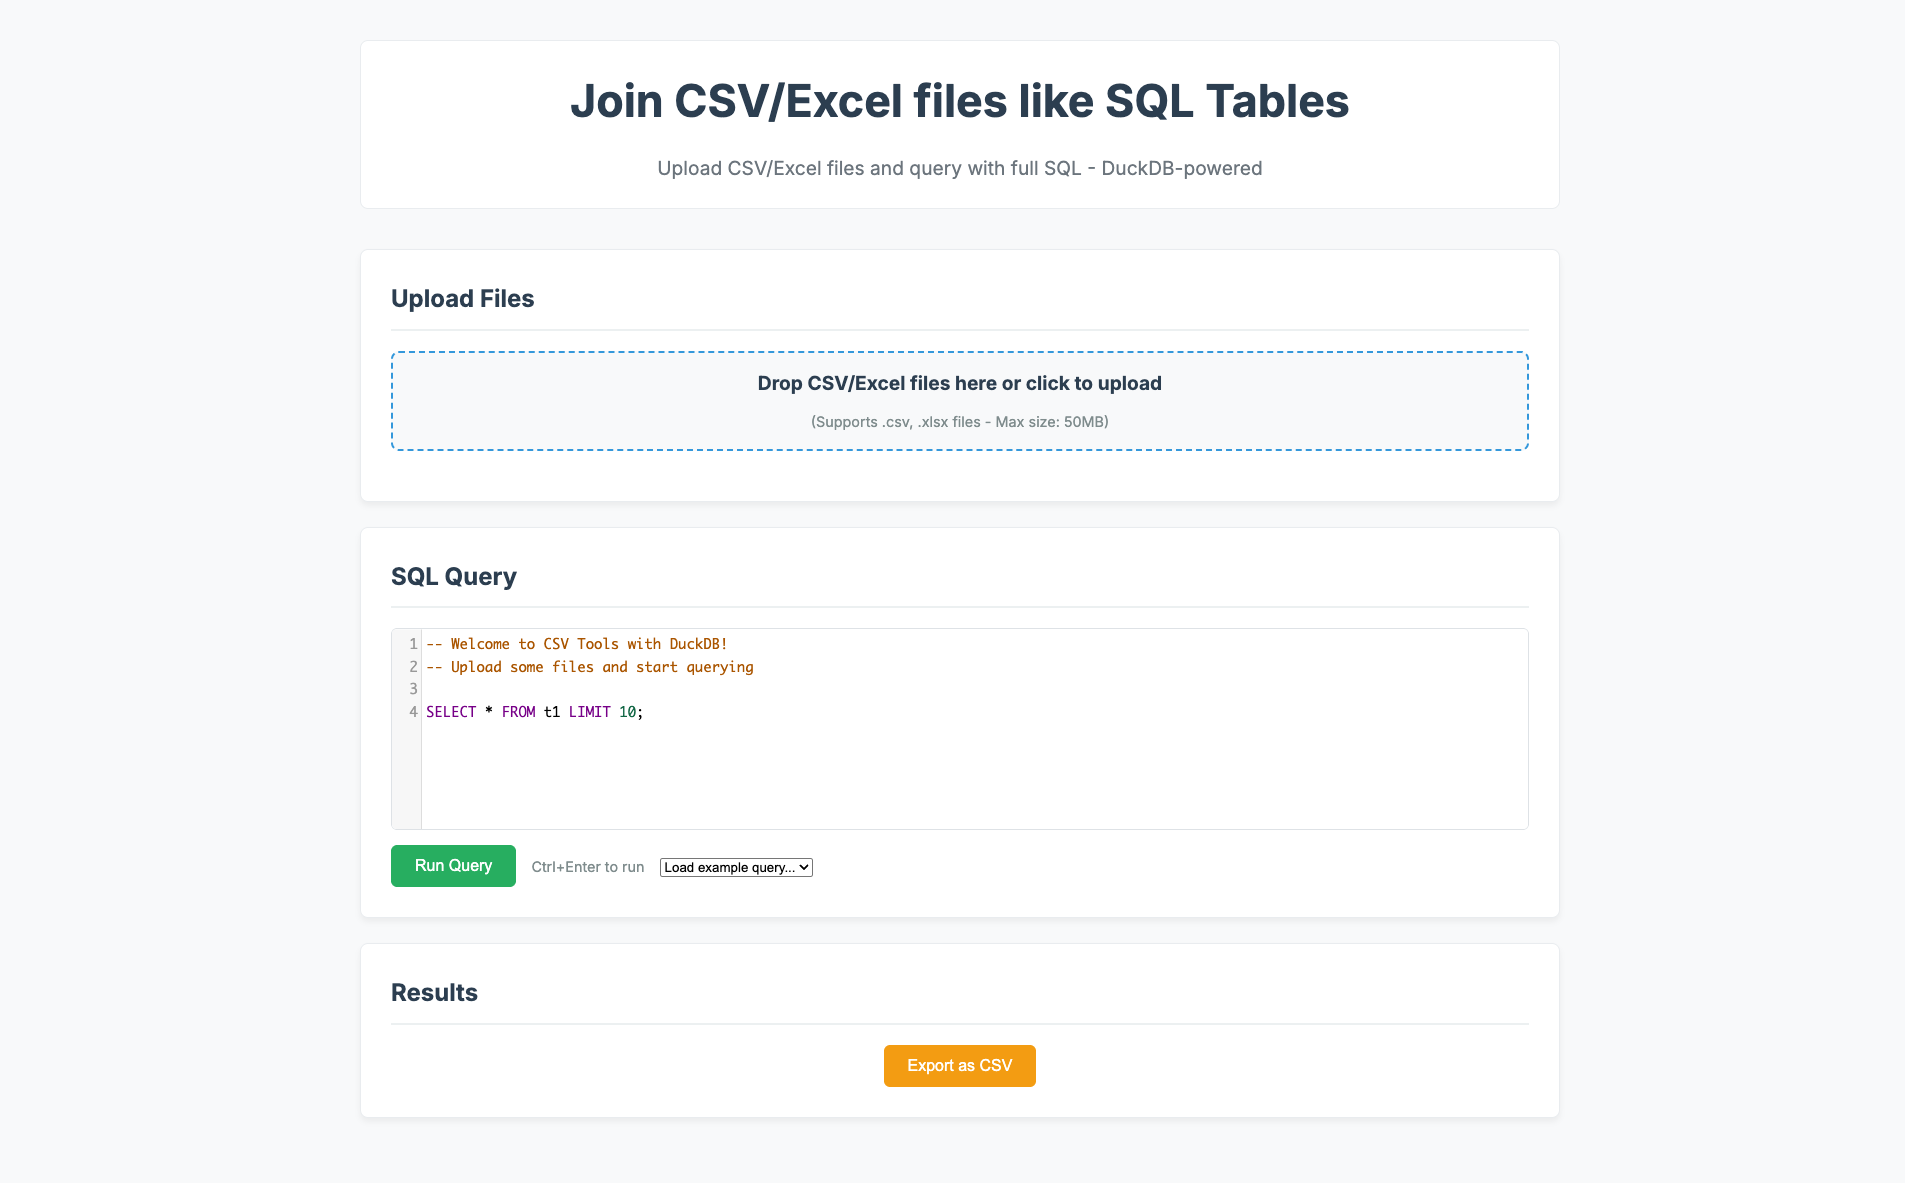 Join CSV/Excel files like SQL Tables
Upload CSV/Excel files and query with full SQL - DuckDB-powered
Upload Files
Drop CSV/Excel files here or click to upload
(Supports .csv, .xlsx files - Max size: 50MB)
SQL Query
1 -- Welcome to CSV Tools with DuckDB!
2 -- Upload some files and start querying
3
4 SELECT * FROM t1 LIMIT 10;
Run Query Ctrl+Enter to run Load example query...
Results
Export as CSV